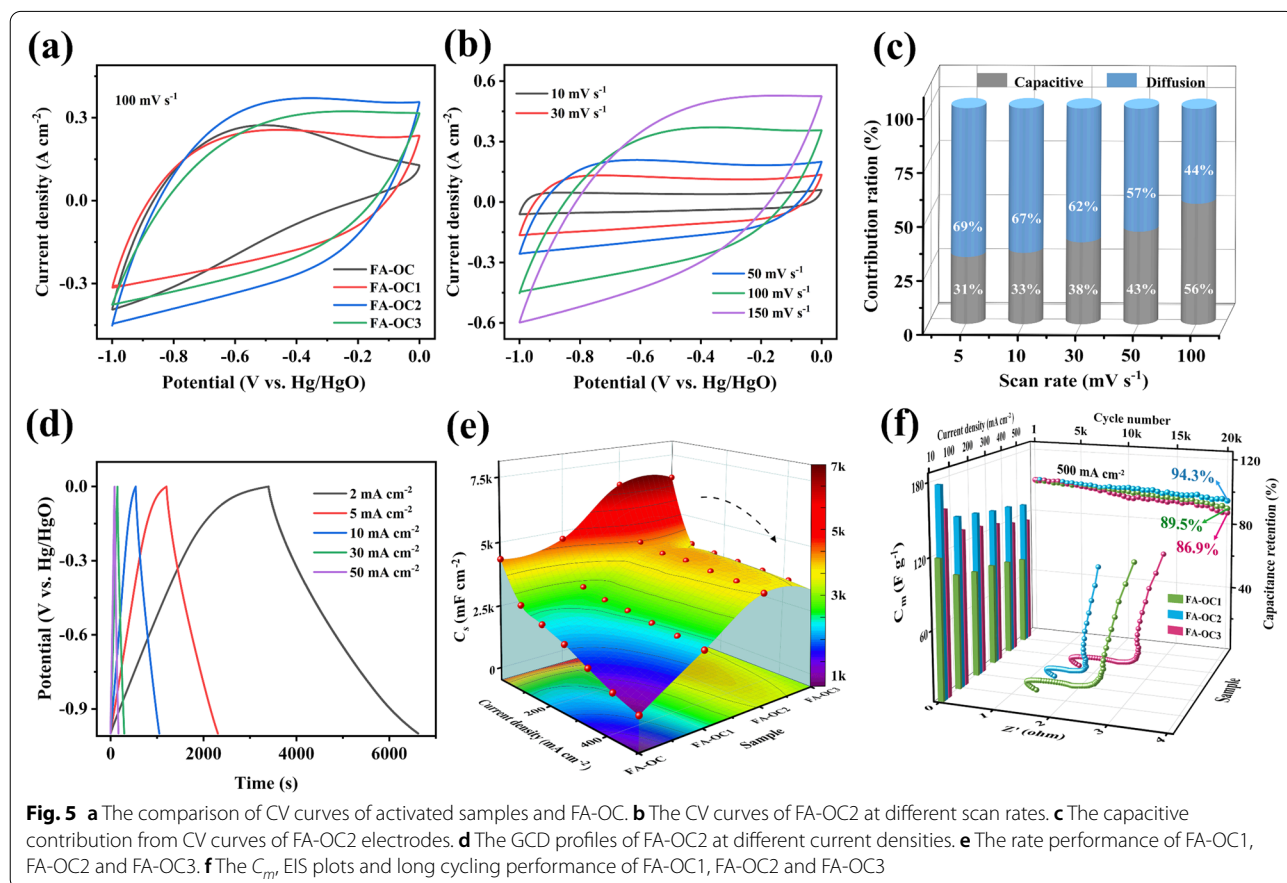 (a)
100 mV s-1
Current density (A cm-2)
0.3
0.0
-0.3
-1.0 -0.8 -0.6 -0.4 -0.2 0.0
Potential (V vs. Hg/HgO)
FA-OC
FA-OC1
FA-OC2
FA-OC3
(b)
10 mV s-1
30 mV s-1
50 mV s-1
100 mV s-1
150 mV s-1
Current density (A cm-2)
0.6
0.3
0.0
-0.3
-0.6
-1.0 -0.8 -0.6 -0.4 -0.2 0.0
Potential (V vs. Hg/HgO)
(c)
Capacitive Diffusion
Contribution ration (%)
100
75
50
25
0
69% 67% 62% 57% 44%
31% 33% 38% 43% 56%
5 10 30 50 100
Scan rate (mV s-1)
(d)
Potential (V vs. Hg/HgO)
0.0
-0.3
-0.6
-0.9
0 2000 4000 6000
Time (s)
2 mA cm-2
5 mA cm-2
10 mA cm-2
30 mA cm-2
50 mA cm-2
(e)
Cs (mF cm-2)
7.5k
5k
2.5k
0
200
400
Current density (mA cm-2)
FA-OC
FA-OC1
FA-OC2
FA-OC3
Sample
7k
5k
3k
1k
(f)
Current density (mA cm-2)
10 100 200 300 400 500
Cycle number
1 5k 10k 15k 20k
500 mA cm-2
94.3%
89.5%
86.9%
Cm (F g-1)
180
120
60
0
1
2
3
4
Z' (ohm)
Sample
Capacitance retention (%)
120
80
40
0
FA-OC1
FA-OC2
FA-OC3
Fig. 5 a The comparison of CV curves of activated samples and FA-OC. b The CV curves of FA-OC2 at different scan rates. c The capacitive
contribution from CV curves of FA-OC2 electrodes. d The GCD profiles of FA-OC2 at different current densities. e The rate performance of FA-OC1,
FA-OC2 and FA-OC3. f The Cm, EIS plots and long cycling performance of FA-OC1, FA-OC2 and FA-OC3